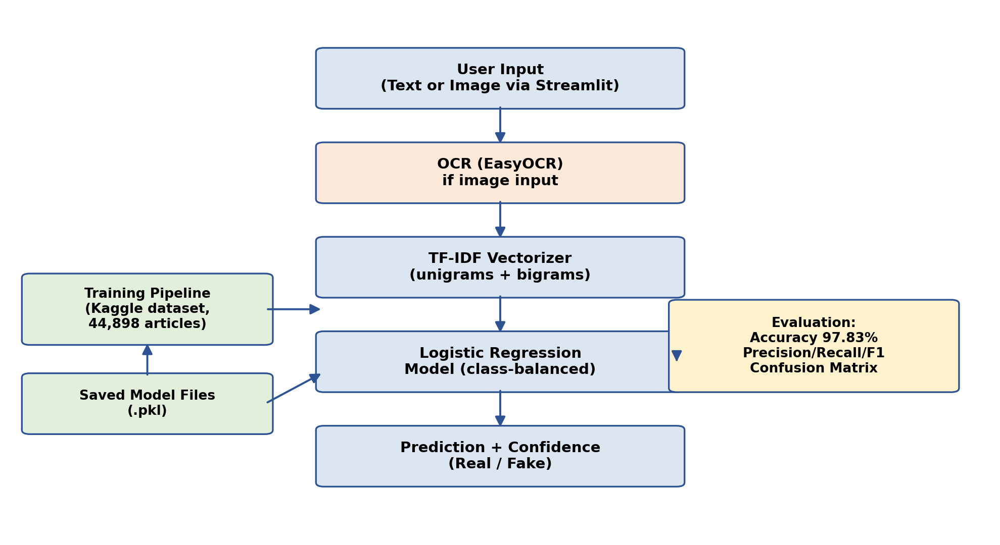 User Input
(Text or Image via Streamlit)
OCR (EasyOCR)
if image input
TF-IDF Vectorizer
(unigrams + bigrams)
Training Pipeline
(Kaggle dataset,
44,898 articles)
Evaluation:
Accuracy 97.83%
Precision/Recall/F1
Confusion Matrix
Logistic Regression
Model (class-balanced)
Saved Model Files
(.pkl)
Prediction + Confidence
(Real / Fake)